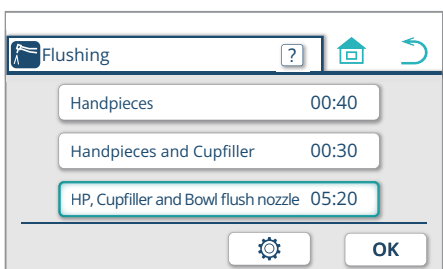 Flushing ?
Handpieces 00:40
Handpieces and Cupfiller 00:30
HP, Cupfiller and Bowl flush nozzle 05:20
OK